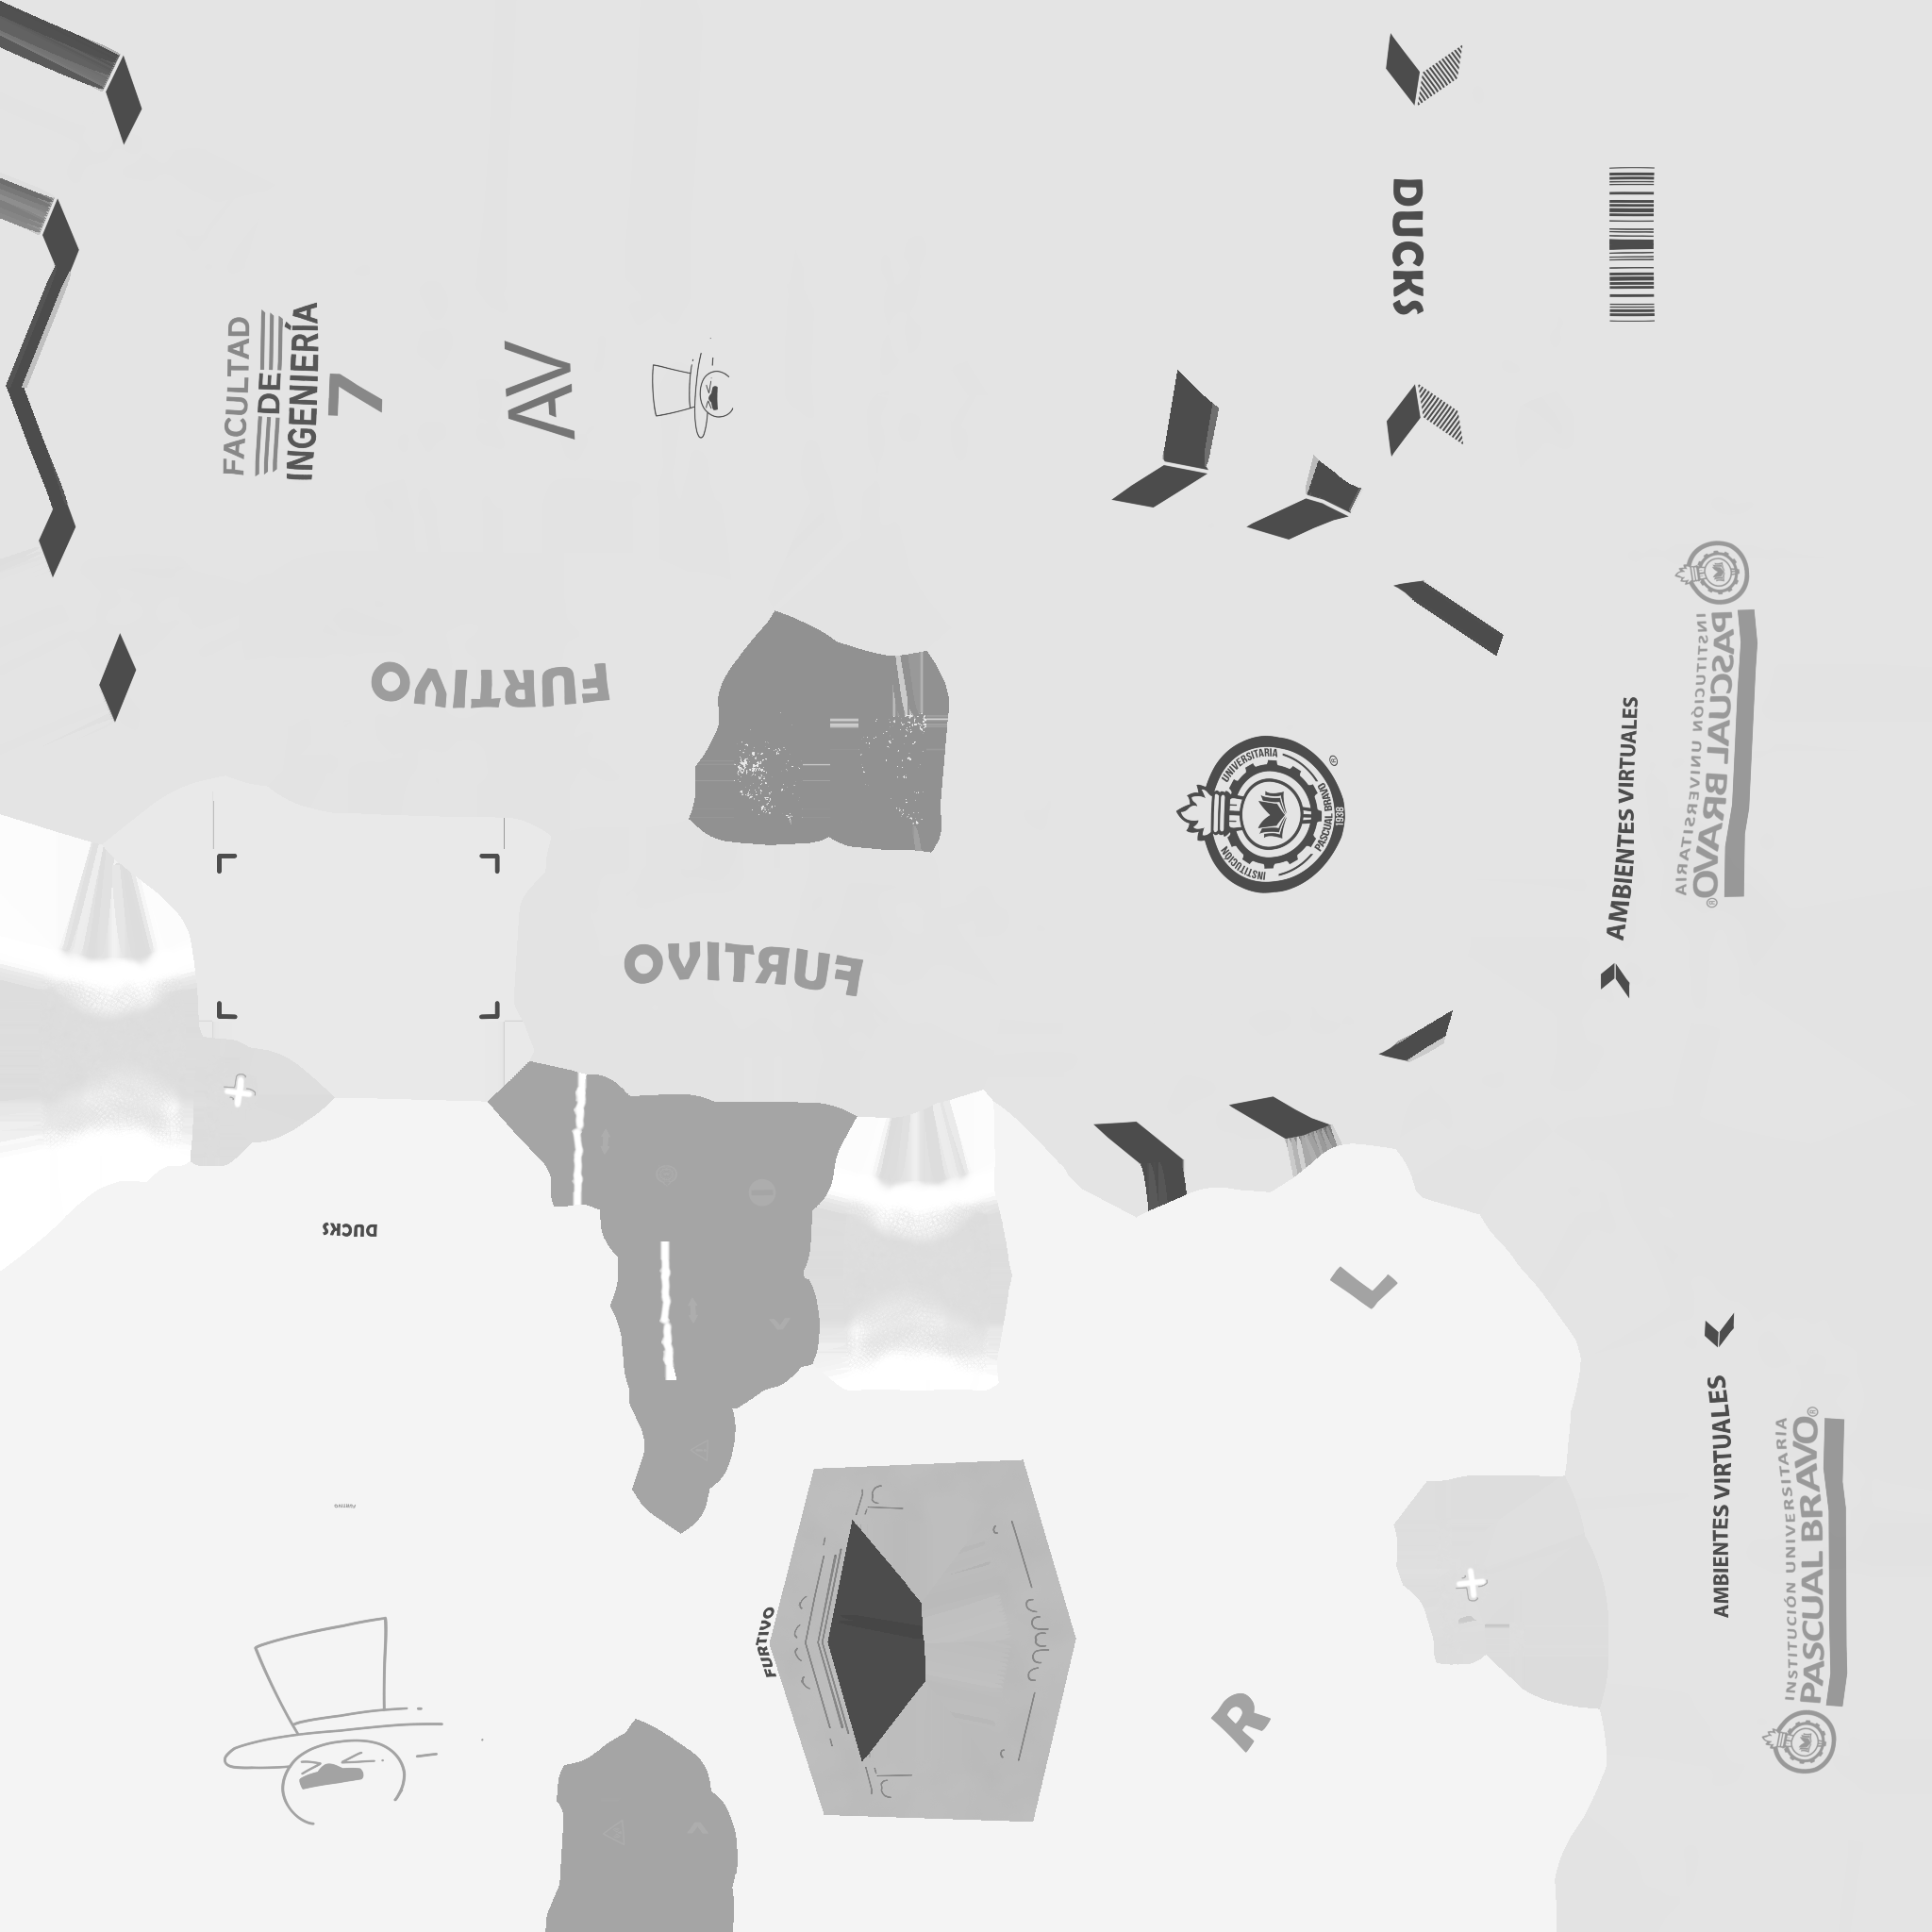 DUCKS
FACULTAD
DE
INGENIERÍA
7
AV
FURTIVO
INSTITUCIÓN UNIVERSITARIA
PASCUAL BRAVO®
AMBIENTES VIRTUALES
INSTITUCIÓN UNIVERSITARIA PASCUAL BRAVO 1938 ®
FURTIVO
DUCKS
L
AMBIENTES VIRTUALES
INSTITUCIÓN UNIVERSITARIA
PASCUAL BRAVO®
FURTIVO
FURTIVO
R